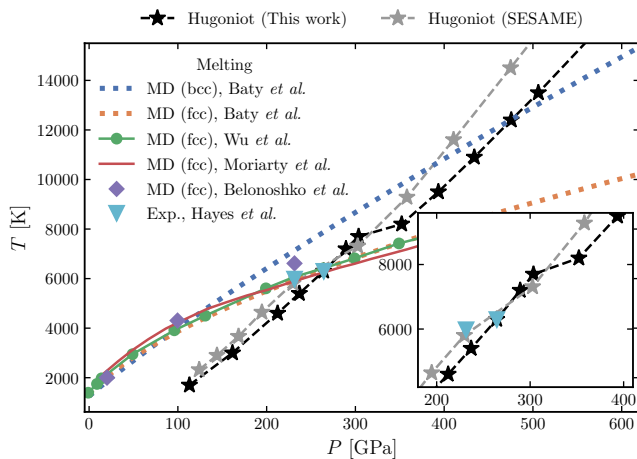 Hugoniot (This work) Hugoniot (SESAME)
Melting
MD (bcc), Baty et al.
MD (fcc), Baty et al.
MD (fcc), Wu et al.
MD (fcc), Moriarty et al.
MD (fcc), Belonoshko et al.
Exp., Hayes et al.
T [K]
14000
12000
10000
8000
6000
4000
2000
8000
6000
200 300 400
0 100 200 300 400 500 600
P [GPa]